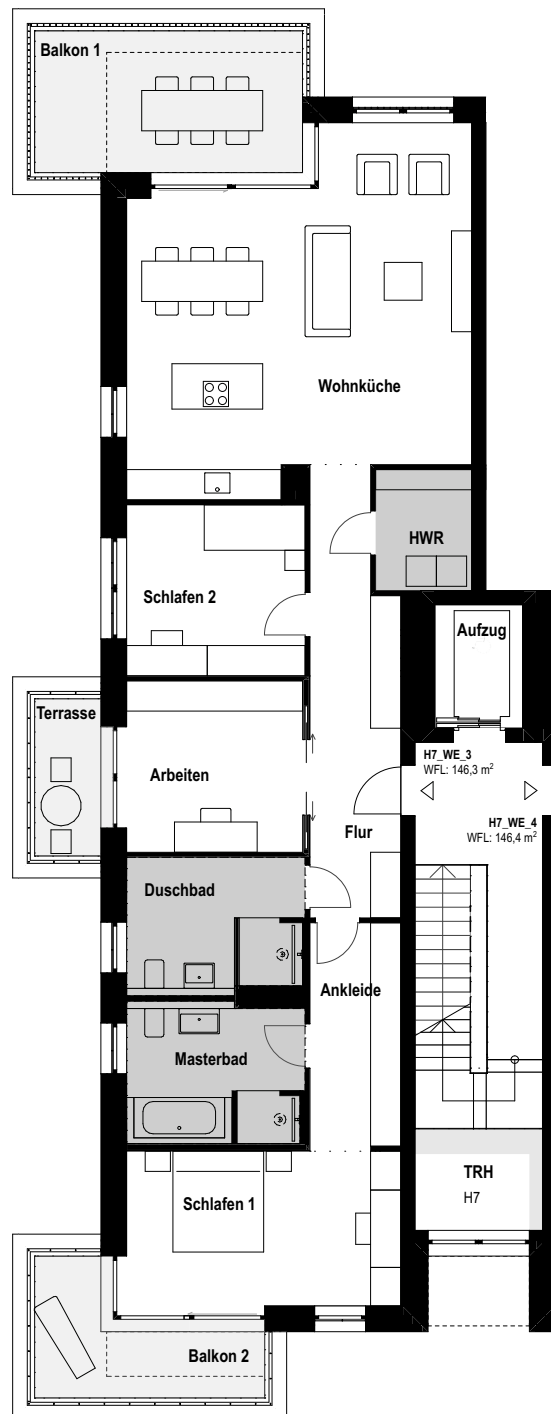 Balkon 1
Wohnküche
HWR
Schlafen 2
Aufzug
Terrasse
H7_WE_3
WFL: 146,3 m²
Arbeiten
H7_WE_4
WFL: 146,4 m²
Flur
Duschbad
Ankleide
Masterbad
TRH
H7
Schlafen 1
Balkon 2